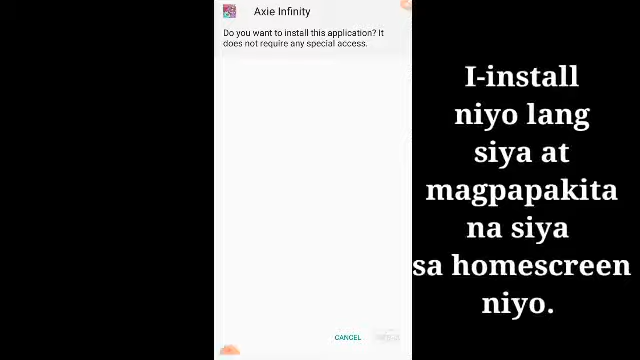 Axie Infinity
Do you want to install this application? It
does not require any special access.
CANCEL
I-install
niyo lang
siya at
magpapakita
na siya
sa homescreen
niyo.